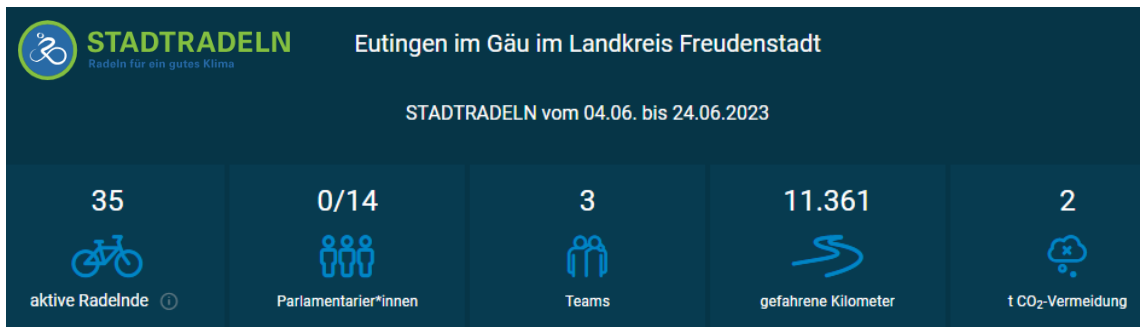 STADTRADELN
Radeln für ein gutes Klima
Eutingen im Gäu im Landkreis Freudenstadt
STADTRADELN vom 04.06. bis 24.06.2023
35
0/14
3
11.361
2
aktive Radelnde
Parlamentarier*innen
Teams
gefahrene Kilometer
t CO₂-Vermeidung